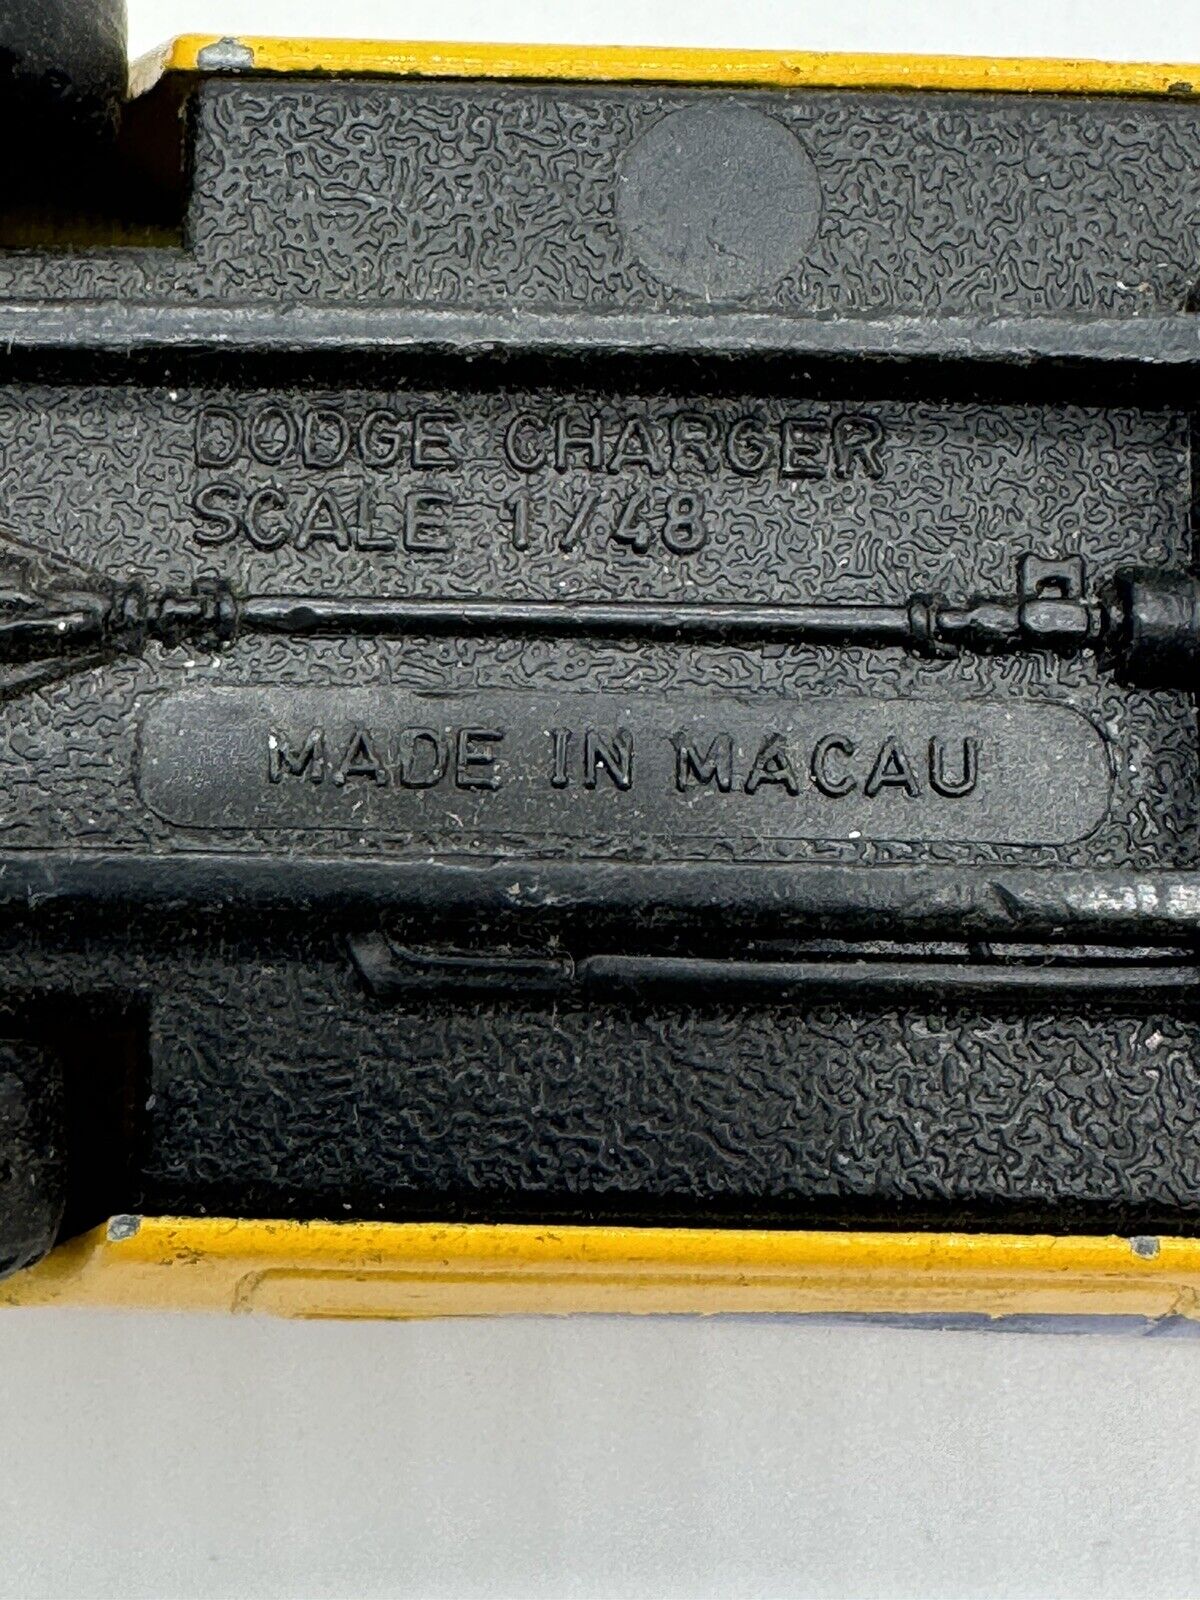 DODGE CHARGER
SCALE 1/48
MADE IN MACAU